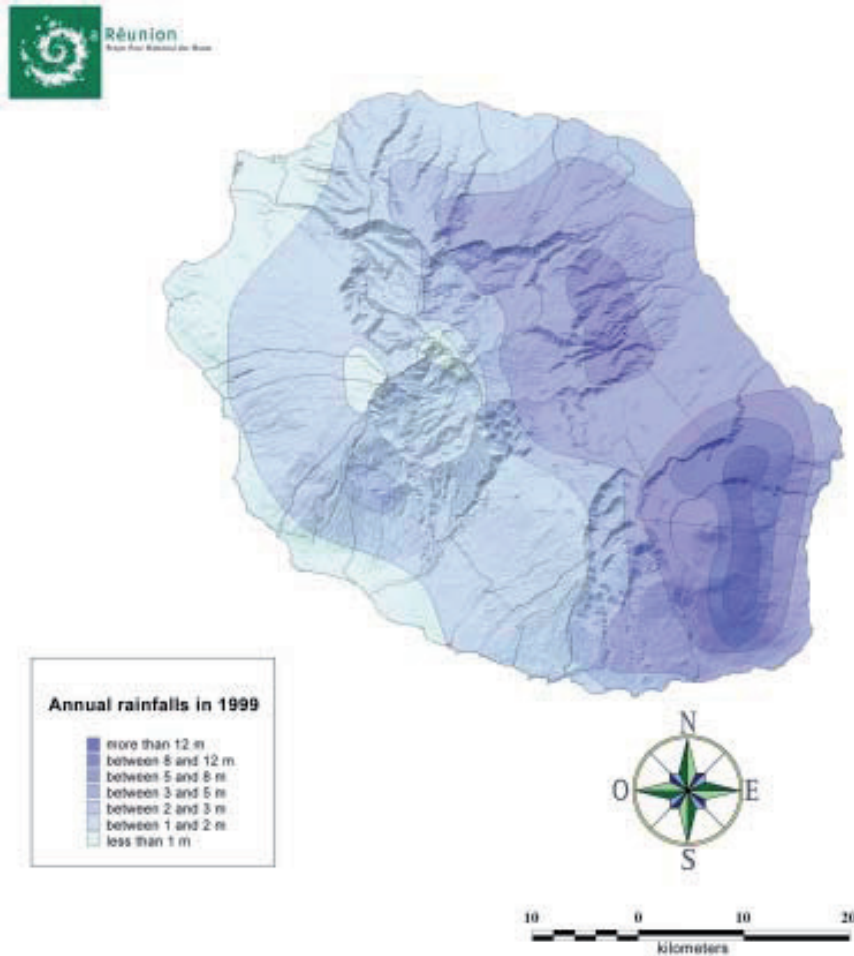 Réunion
Annual rainfalls in 1999
more than 12 m
between 8 and 12 m
between 5 and 8 m
between 3 and 5 m
between 2 and 3 m
between 1 and 2 m
less than 1 m
N
O E
S
10 0 10 20
kilometers